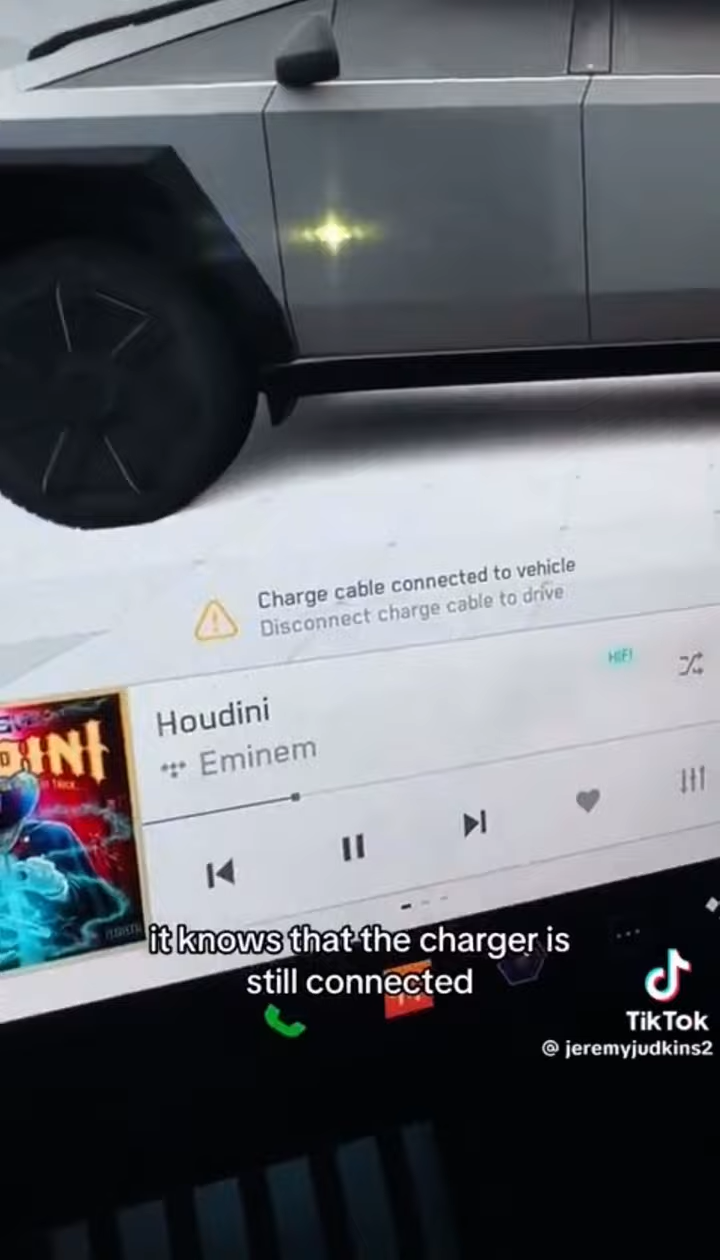 Charge cable connected to vehicle
Disconnect charge cable to drive
HIFI
Houdini
Eminem
it knows that the charger is
still connected
TikTok
@ jeremyjudkins2